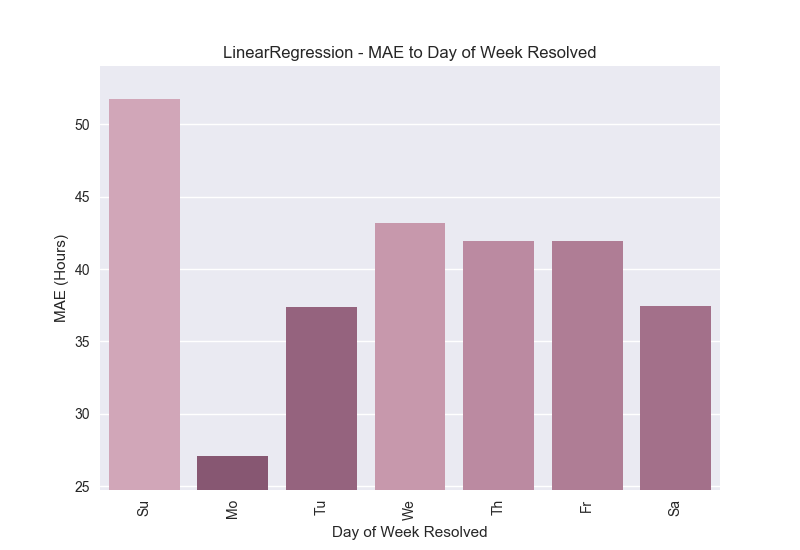 LinearRegression - MAE to Day of Week Resolved
MAE (Hours)
50
45
40
35
30
25
Su Mo Tu We Th Fr Sa
Day of Week Resolved